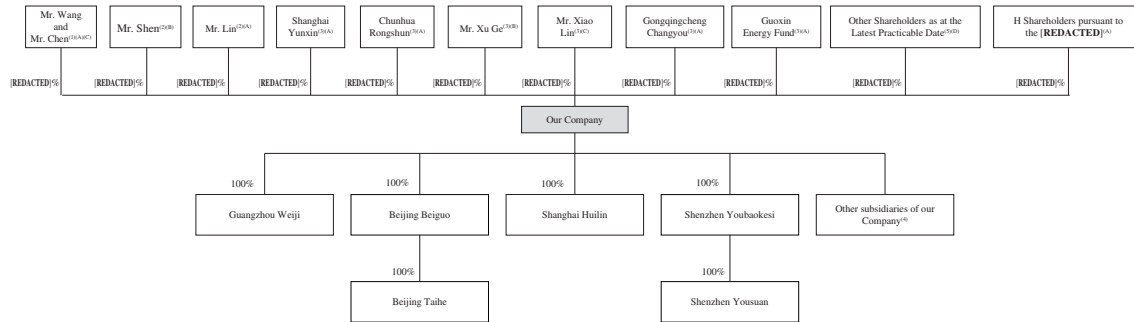 Mr. Wang
and
Mr. Chen(1)(A)(C)
Mr. Shen(2)(B)
Mr. Lin(2)(A)
Shanghai
Yunxin(3)(A)
Chunhua
Rongshun(3)(A)
Mr. Xu Ge(3)(B)
Mr. Xiao
Lin(3)(C)
Gongqingcheng
Changyou(3)(A)
Guoxin
Energy Fund(3)(A)
Other Shareholders as at the
Latest Practicable Date(5)(D)
H Shareholders pursuant to
the [REDACTED](A)
[REDACTED]%
[REDACTED]%
[REDACTED]%
[REDACTED]%
[REDACTED]%
[REDACTED]%
[REDACTED]%
[REDACTED]%
[REDACTED]%
[REDACTED]%
[REDACTED]%
Our Company
100%
100%
100%
100%
Guangzhou Weiji
Beijing Beiguo
Shanghai Huilin
Shenzhen Youbaokesi
Other subsidiaries of our
Company(4)
100%
100%
Beijing Taihe
Shenzhen Yousuan